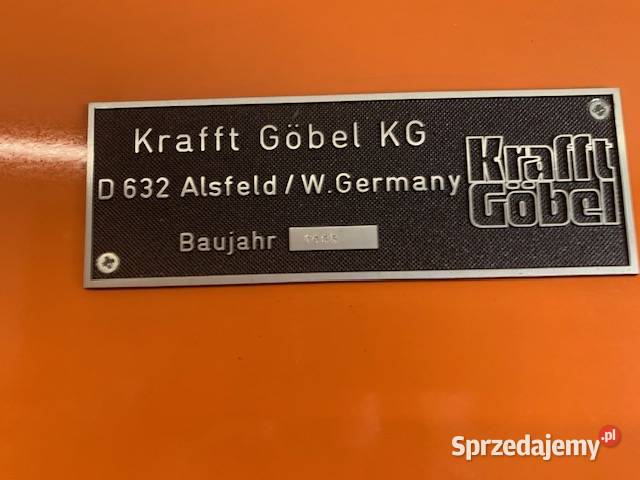 Krafft Göbel KG
D 632 Alsfeld / W.Germany
Baujahr
Krafft
Göbel
Sprzedajemy.pl